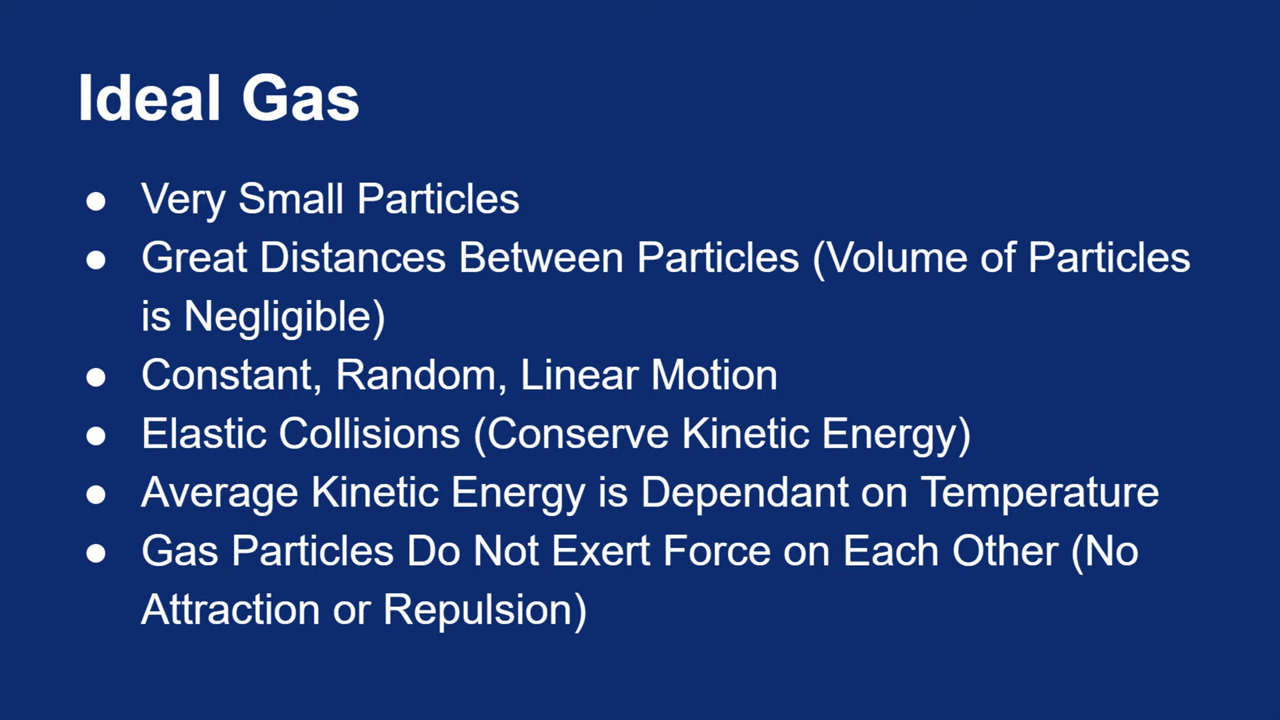 Ideal Gas
● Very Small Particles
● Great Distances Between Particles (Volume of Particles
is Negligible)
● Constant, Random, Linear Motion
● Elastic Collisions (Conserve Kinetic Energy)
● Average Kinetic Energy is Dependant on Temperature
● Gas Particles Do Not Exert Force on Each Other (No
Attraction or Repulsion)